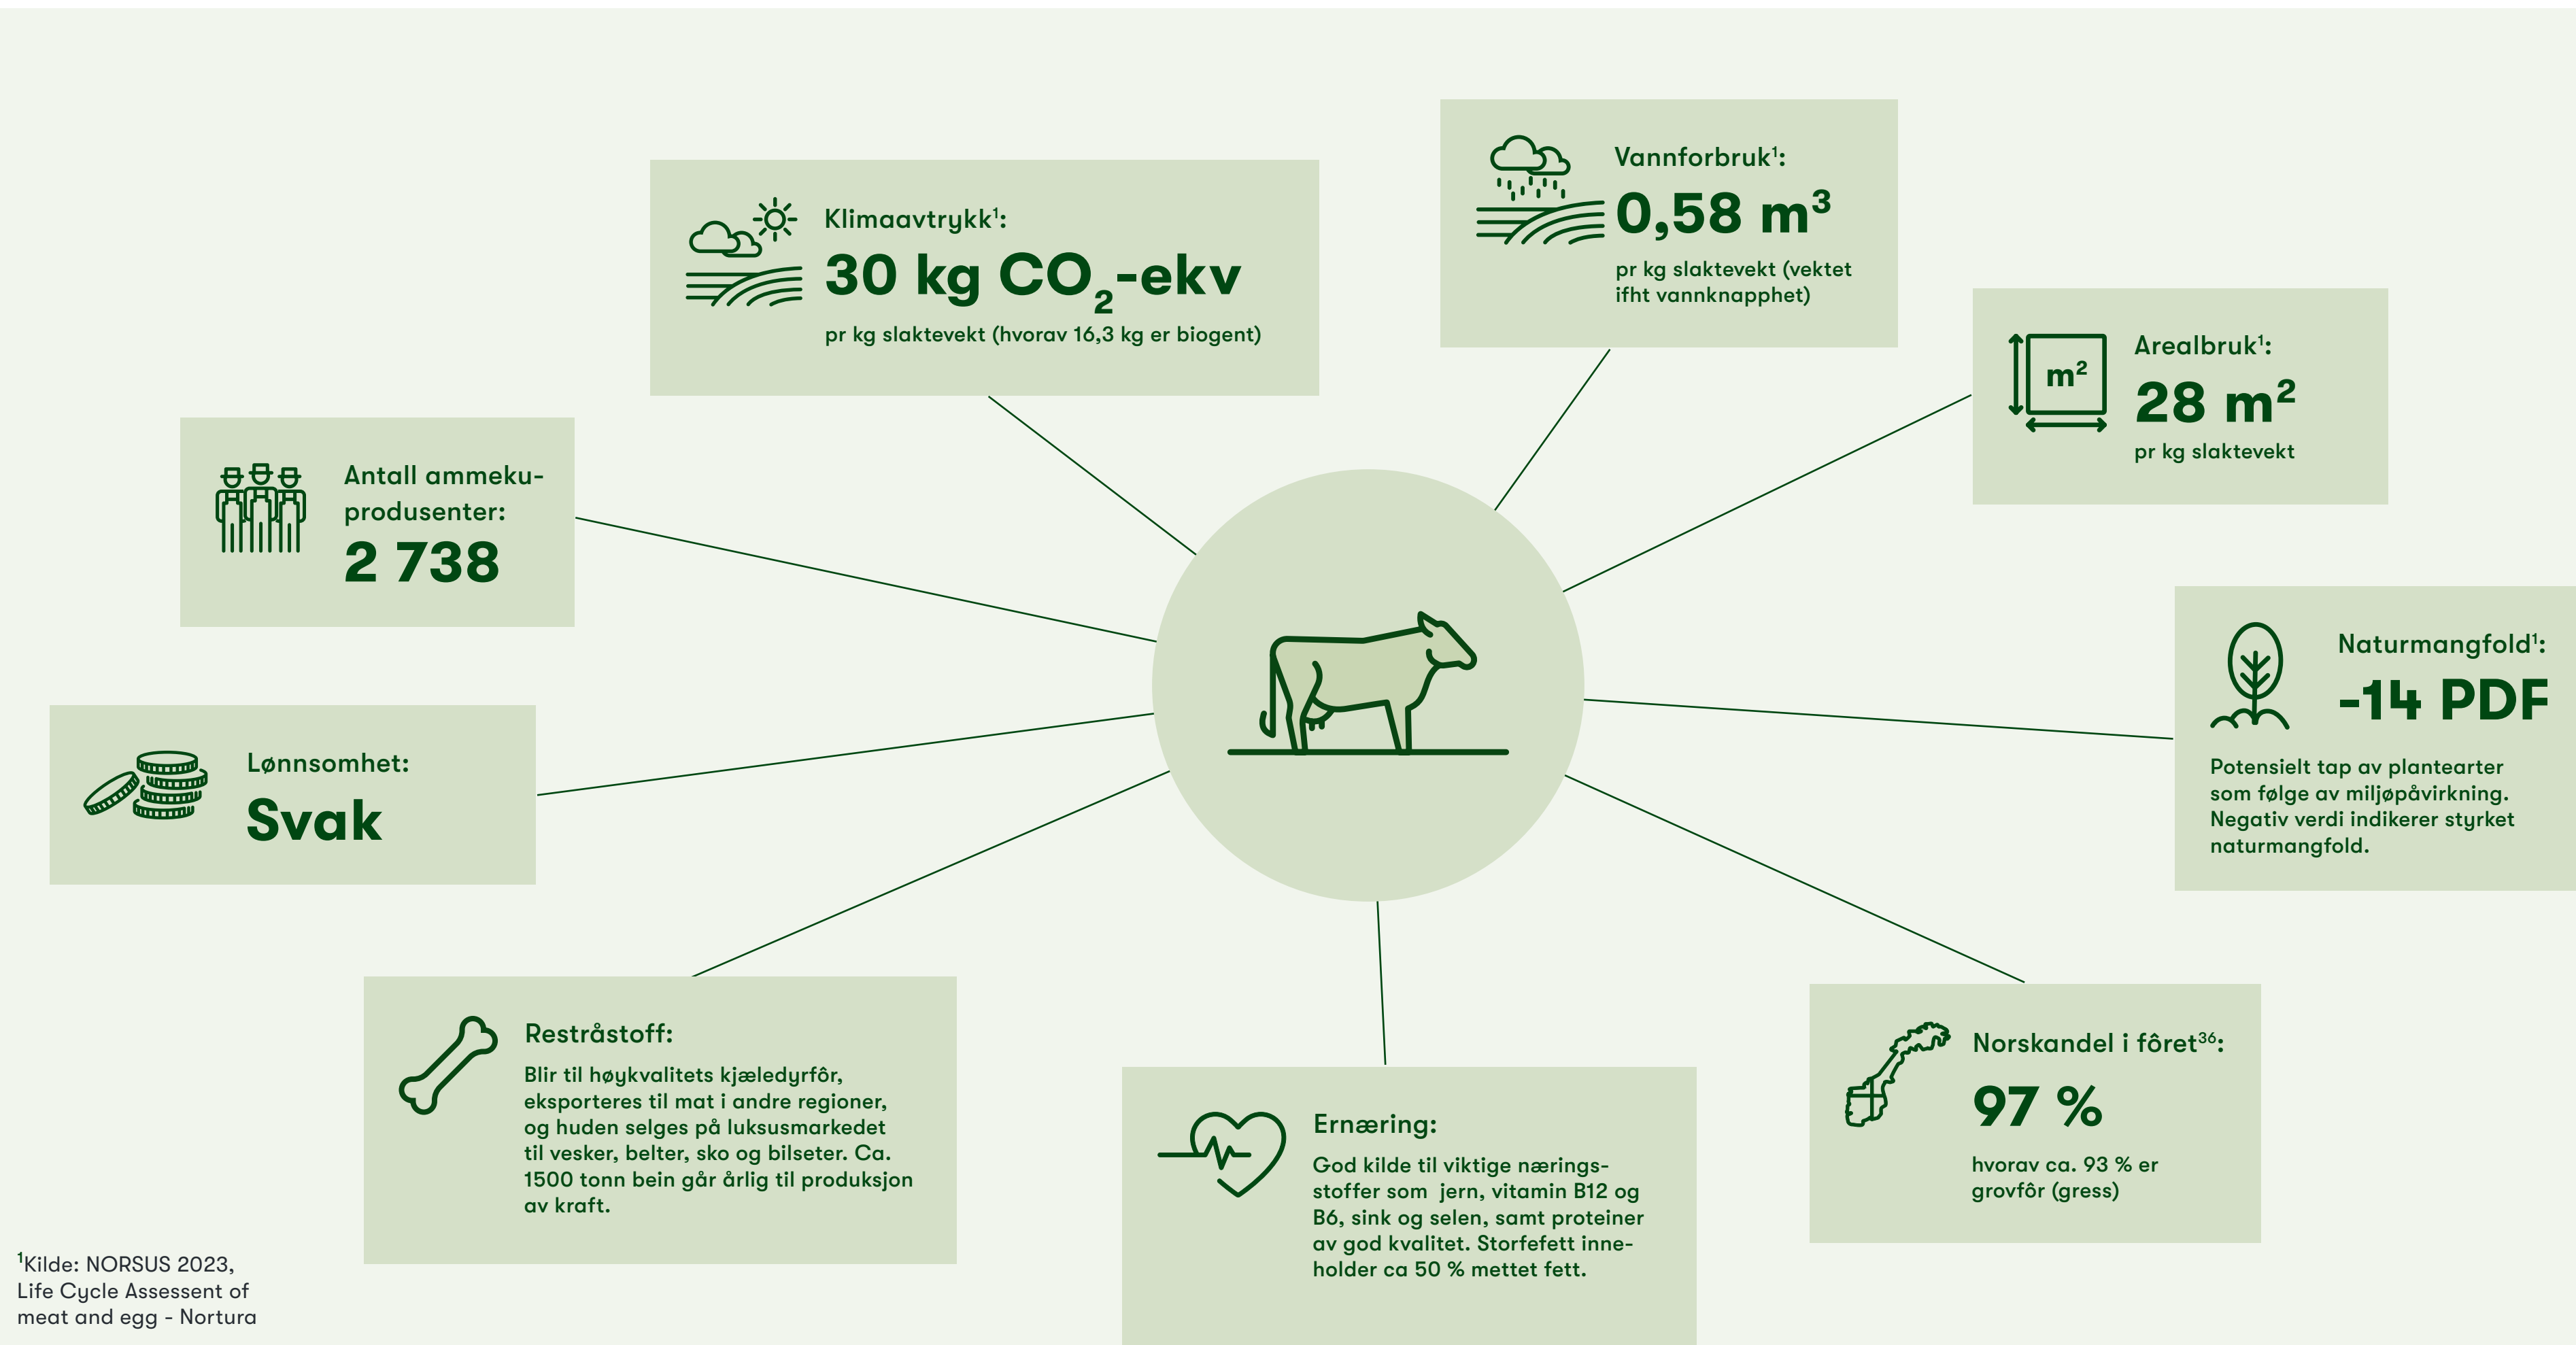 Klimaavtrykk¹:
30 kg CO₂-ekv
pr kg slaktevekt (hvorav 16,3 kg er biogent)
Vannforbruk¹:
0,58 m³
pr kg slaktevekt (vektet
ifht vannknapphet)
m²
Arealbruk¹:
28 m²
pr kg slaktevekt
Antall ammeku-
produsenter:
2 738
Naturmangfold¹:
-14 PDF
Potensielt tap av plantearter
som følge av miljøpåvirkning.
Negativ verdi indikerer styrket
naturmangfold.
Lønnsomhet:
Svak
Restråstoff:
Blir til høykvalitets kjæledyrfôr,
eksporteres til mat i andre regioner,
og huden selges på luksusmarkedet
til vesker, belter, sko og bilseter. Ca.
1500 tonn bein går årlig til produksjon
av kraft.
Ernæring:
God kilde til viktige nærings-
stoffer som  jern, vitamin B12 og
B6, sink og selen, samt proteiner
av god kvalitet. Storfefett inne-
holder ca 50 % mettet fett.
Norskandel i fôret³⁶:
97 %
hvorav ca. 93 % er
grovfôr (gress)
¹Kilde: NORSUS 2023,
Life Cycle Assessent of
meat and egg - Nortura